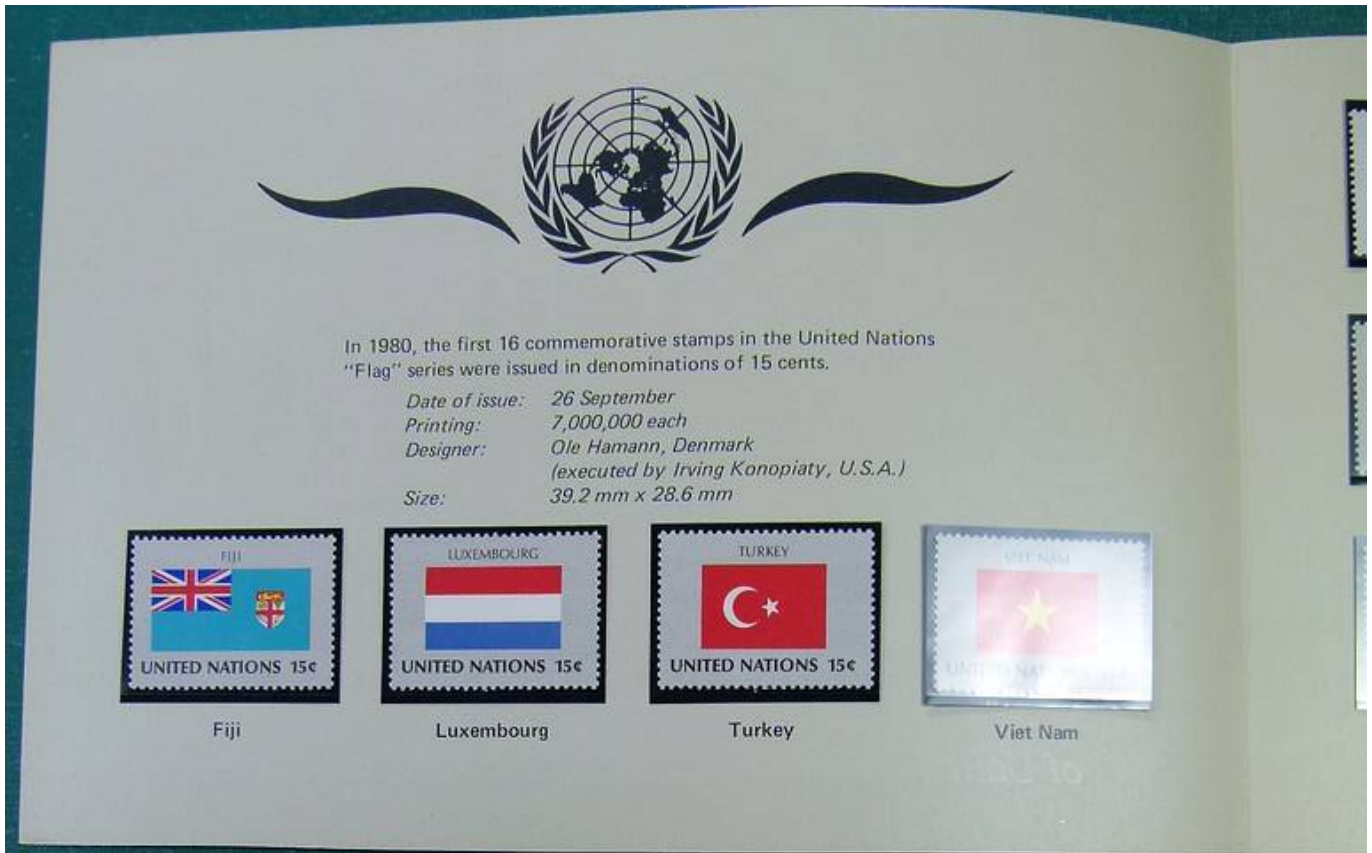 In 1980, the first 16 commemorative stamps in the United Nations
"Flag" series were issued in denominations of 15 cents.
Date of issue: 26 September
Printing: 7,000,000 each
Designer: Ole Hamann, Denmark
(executed by Irving Konopiaty, U.S.A.)
Size: 39.2 mm x 28.6 mm
FIJI
UNITED NATIONS 15¢
LUXEMBOURG
UNITED NATIONS 15¢
TURKEY
UNITED NATIONS 15¢
VIET NAM
UNITED NAT
Fiji
Luxembourg
Turkey
Viet Nam